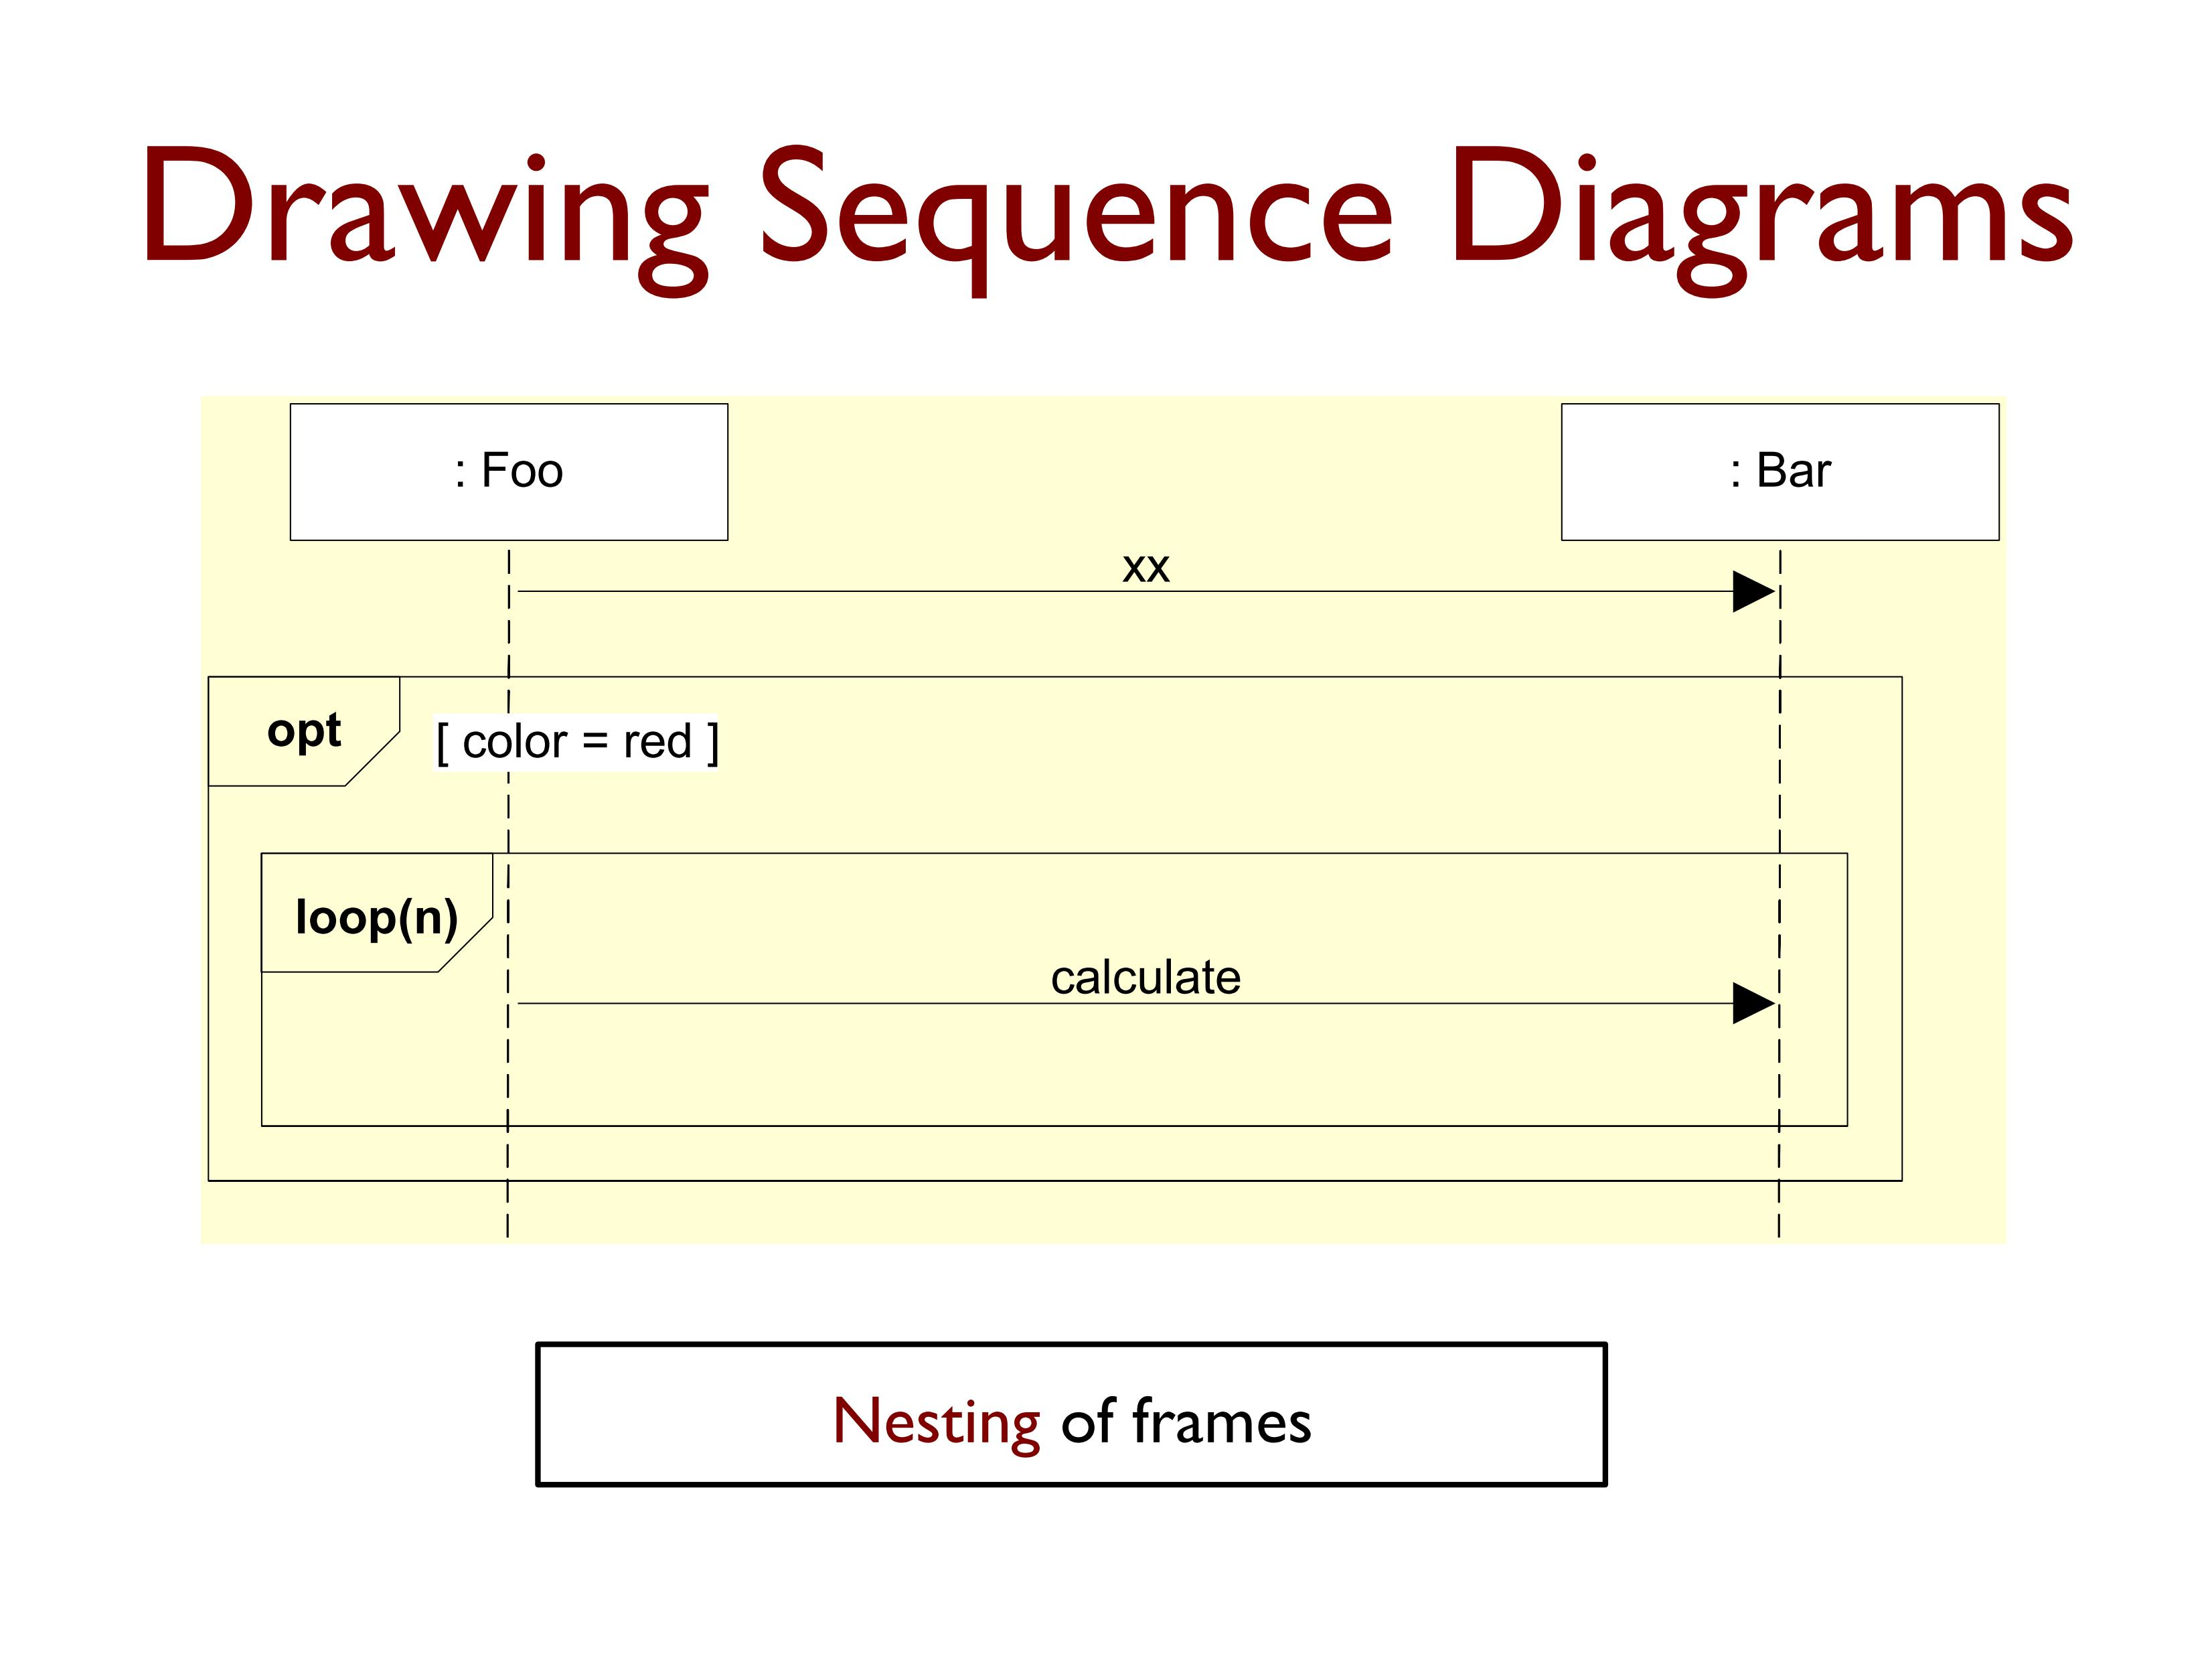 Drawing Sequence Diagrams
: Foo
: Bar
xx
opt
[ color = red ]
loop(n)
calculate
Nesting of frames